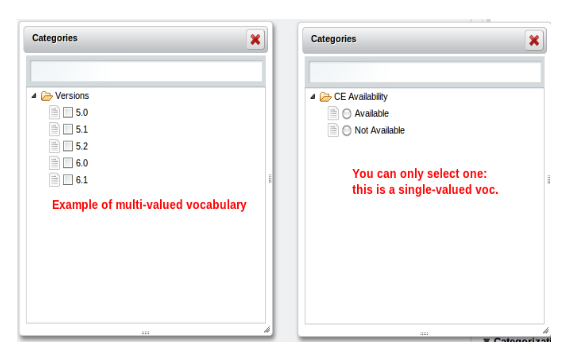 Categories
Versions
5.0
5.1
5.2
6.0
6.1
Example of multi-valued vocabulary
Categories
CE Availability
Available
Not Available
You can only select one:
this is a single-valued voc.